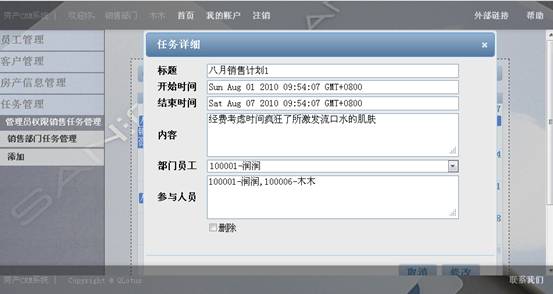 房产CRM系统 | 欢迎你, 销售部门 木木 首页 我的账户 注销 外部链接 帮助
员工管理
客户管理
房产信息管理
任务管理
管理员权限销售任务管理
销售部门任务管理
添加
任务详细
标题 八月销售计划1
开始时间 Sun Aug 01 2010 09:54:07 GMT+0800
结束时间 Sat Aug 07 2010 09:54:07 GMT+0800
内容 经费考虑时间疯狂了所激发流口水的肌肤
部门员工 100001-润润
参与人员 100001-润润,100006-木木
删除
取消 修改
房产CRM系统 | Copyright @ QLotus 联系我们